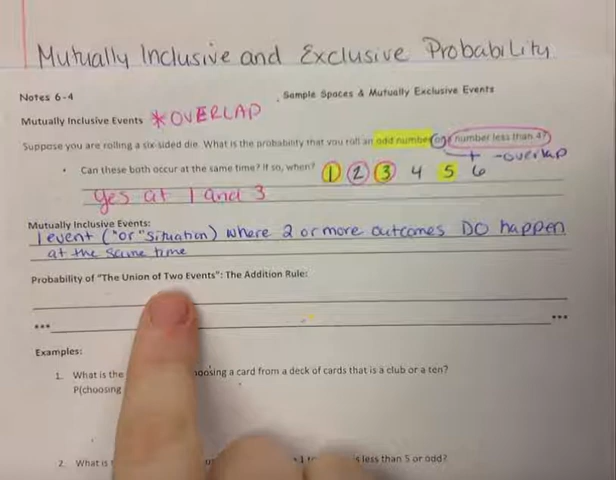 Mutually Inclusive and Exclusive Probability
Notes 6-4
Sample Spaces & Mutually Exclusive Events
Mutually Inclusive Events *OVERLAP
Suppose you are rolling a six-sided die. What is the probability that you roll an odd number or number less than 4?
+ -overlap
• Can these both occur at the same time? If so, when? 1 2 3 4 5 6
yes at 1 and 3
Mutually Inclusive Events:
1 event ("or" situation) where 2 or more outcomes DO happen
at the same time
Probability of "The Union of Two Events": The Addition Rule:
***
***
Examples:
1. What is the choosing a card from a deck of cards that is a club or a ten?
P(choosing
2. What is less than 5 or odd?